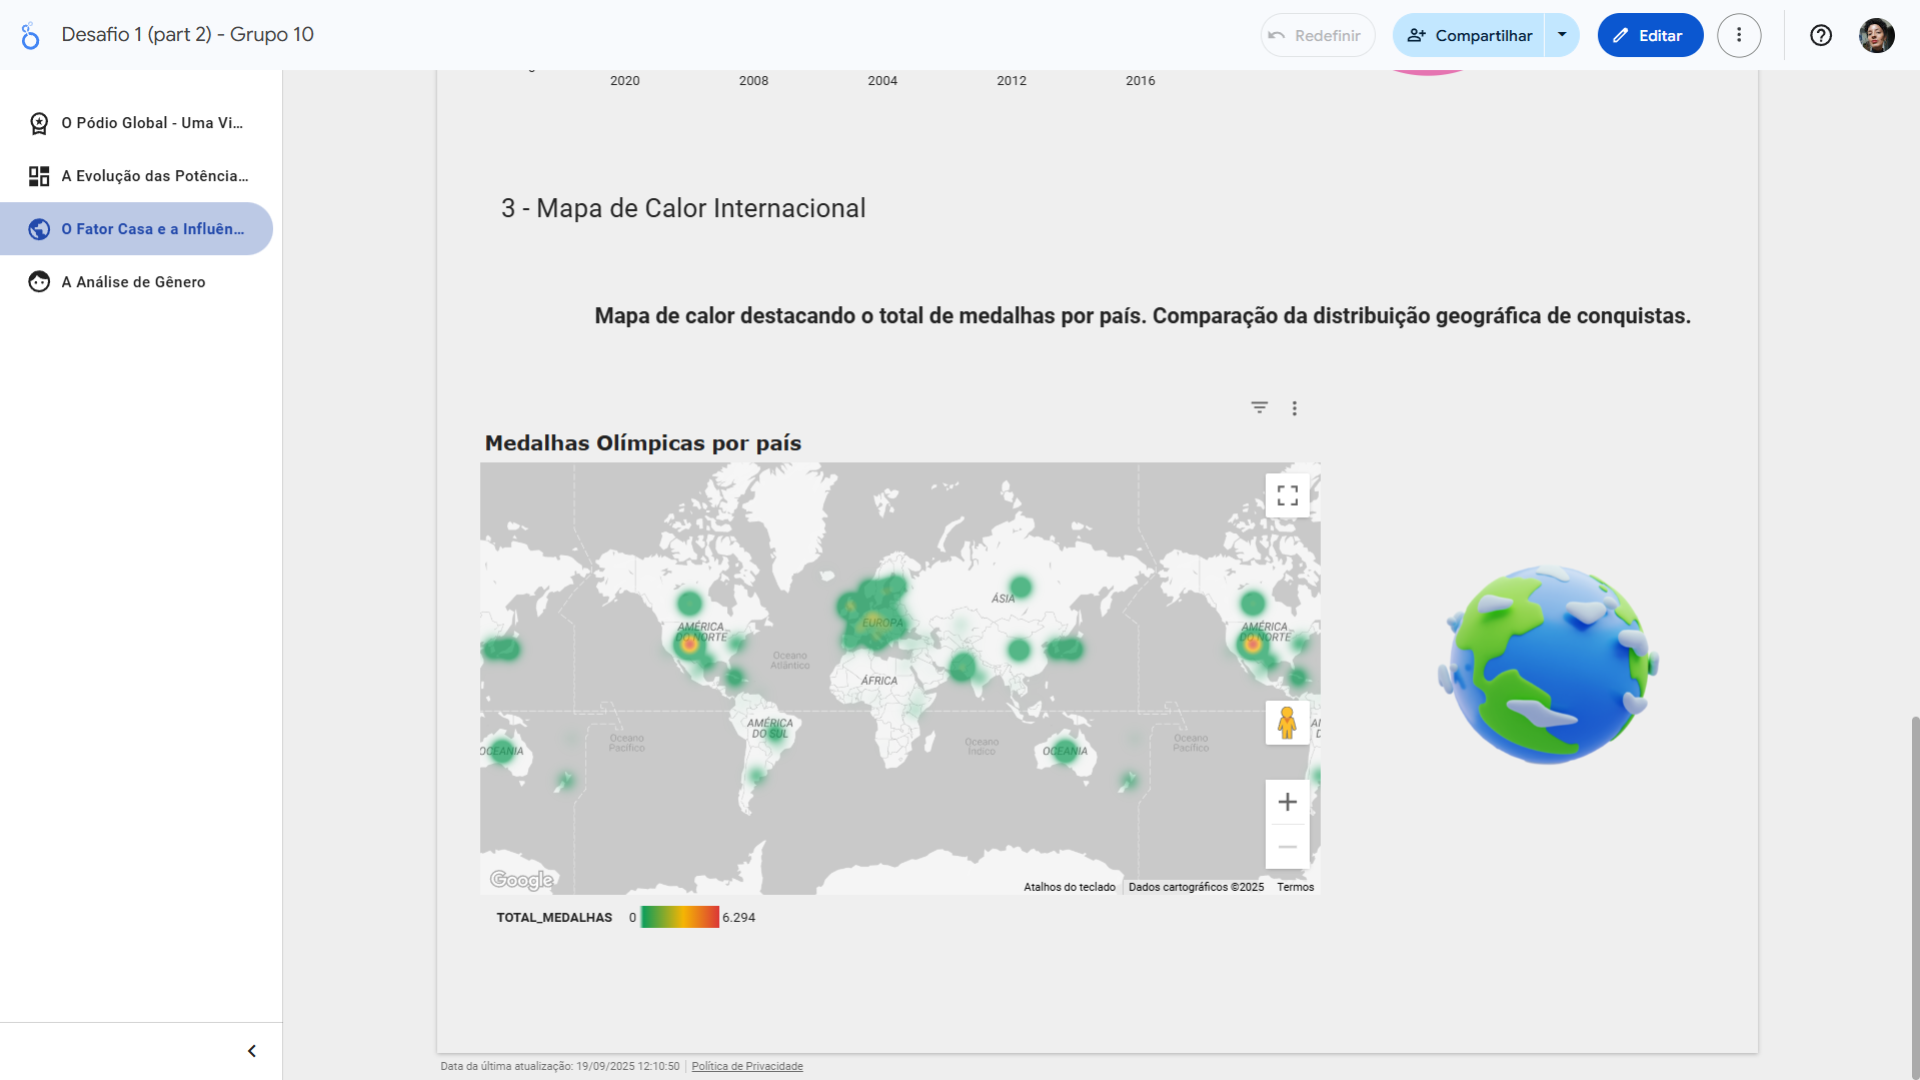 Desafio 1 (part 2) - Grupo 10
Redefinir
Compartilhar
Editar
O Pódio Global - Uma Vi...
A Evolução das Potência...
O Fator Casa e a Influên...
A Análise de Gênero
2020 2008 2004 2012 2016
3 - Mapa de Calor Internacional
Mapa de calor destacando o total de medalhas por país. Comparação da distribuição geográfica de conquistas.
Medalhas Olímpicas por país
ÁSIA
AMÉRICA DO NORTE
EUROPA
AMÉRICA DO NORTE
Oceano Atlântico
ÁFRICA
AMÉRICA DO SUL
OCEANIA
Oceano Pacífico
Oceano Índico
OCEANIA
Oceano Pacífico
Google
Atalhos do teclado
Dados cartográficos ©2025
Termos
TOTAL_MEDALHAS 0 6.294
Data da última atualização: 19/09/2025 12:10:50
Política de Privacidade